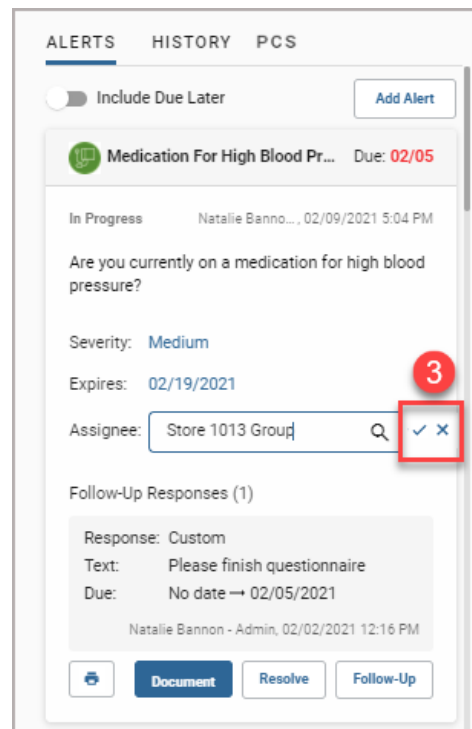 ALERTS HISTORY PCS
Include Due Later Add Alert
Medication For High Blood Pr... Due: 02/05
In Progress Natalie Banno... , 02/09/2021 5:04 PM
Are you currently on a medication for high blood
pressure?
Severity: Medium
Expires: 02/19/2021
3
Assignee: Store 1013 Group
Follow-Up Responses (1)
Response: Custom
Text: Please finish questionnaire
Due: No date → 02/05/2021
Natalie Bannon - Admin, 02/02/2021 12:16 PM
Document Resolve Follow-Up